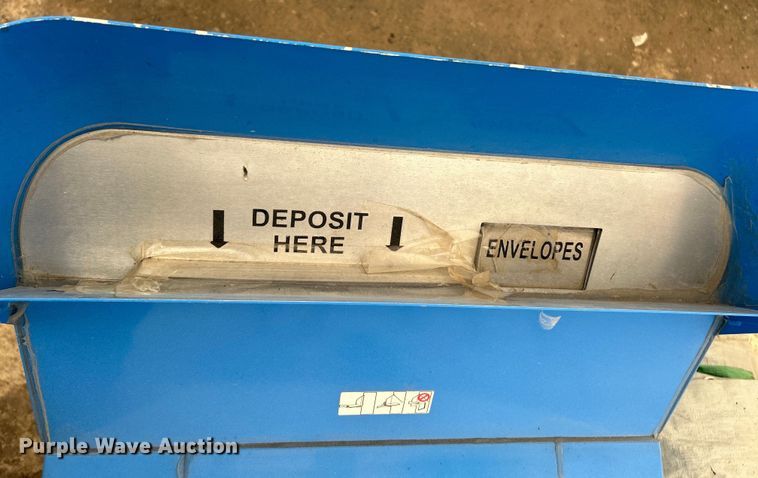 DEPOSIT
HERE
ENVELOPES
Purple Wave Auction